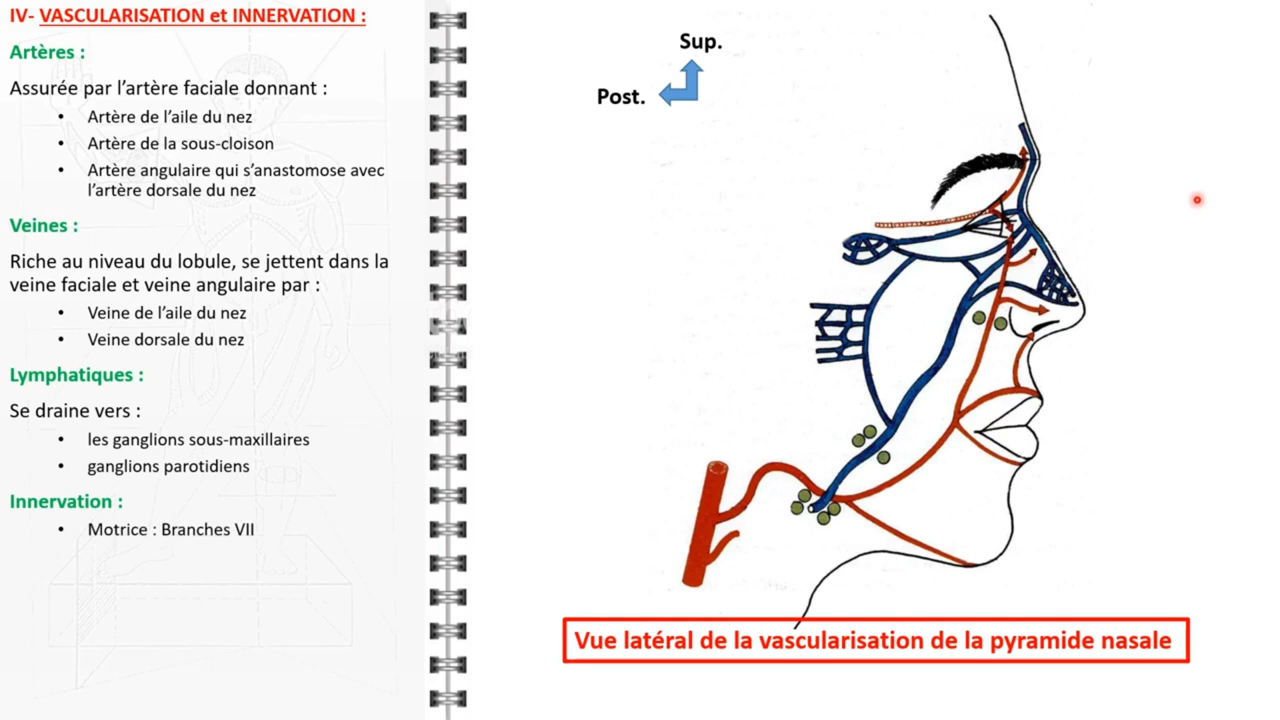 IV- VASCULARISATION et INNERVATION :
Artères :
Assurée par l’artère faciale donnant :
• Artère de l’aile du nez
• Artère de la sous-cloison
• Artère angulaire qui s’anastomose avec
l’artère dorsale du nez
Veines :
Riche au niveau du lobule, se jettent dans la
veine faciale et veine angulaire par :
• Veine de l’aile du nez
• Veine dorsale du nez
Lymphatiques :
Se draine vers :
• les ganglions sous-maxillaires
• ganglions parotidiens
Innervation :
• Motrice : Branches VII
Sup.
Post.
Vue latéral de la vascularisation de la pyramide nasale